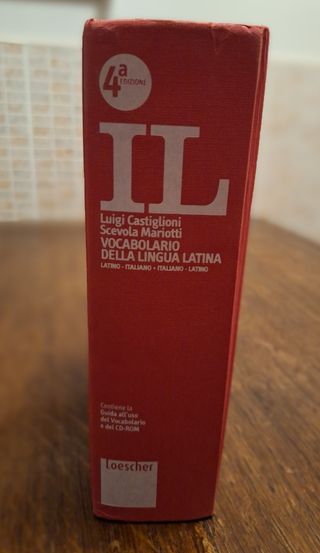 4a
EDIZIONE
IL
Luigi Castiglioni
Scevola Mariotti
VOCABOLARIO
DELLA LINGUA LATINA
LATINO - ITALIANO • ITALIANO - LATINO
Contiene la
Guida all'uso
del Vocabolario
e del CD-ROM
Loescher